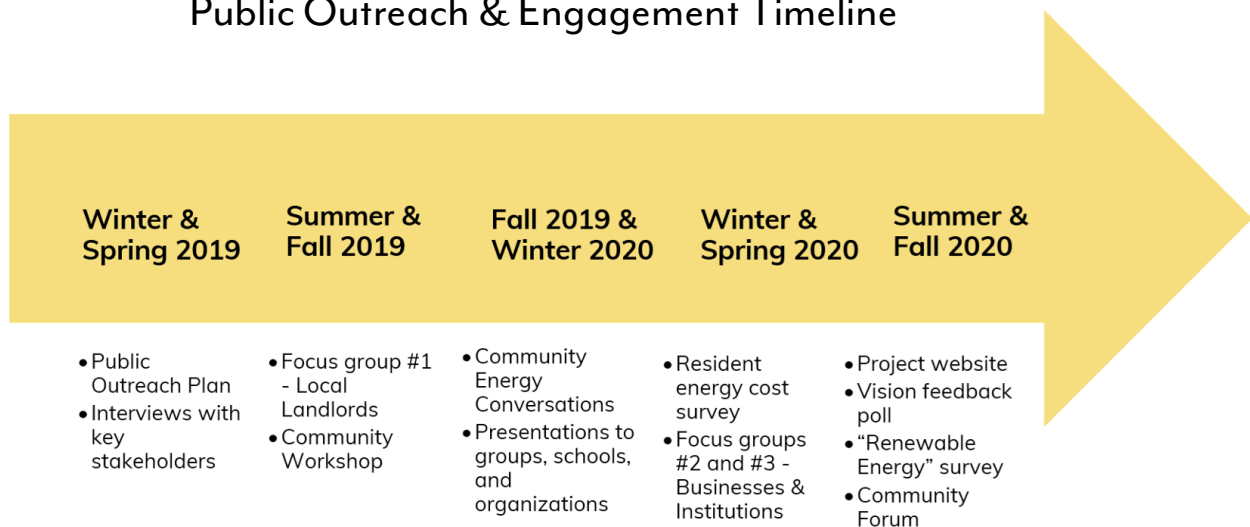 Public Outreach & Engagement Timeline
Winter &
Spring 2019
Summer &
Fall 2019
Fall 2019 &
Winter 2020
Winter &
Spring 2020
Summer &
Fall 2020
• Public
Outreach Plan
• Interviews with
key
stakeholders
• Focus group #1
- Local
Landlords
• Community
Workshop
• Community
Energy
Conversations
• Presentations to
groups, schools,
and
organizations
• Resident
energy cost
survey
• Focus groups
#2 and #3 -
Businesses &
Institutions
• Project website
• Vision feedback
poll
• “Renewable
Energy” survey
• Community
Forum